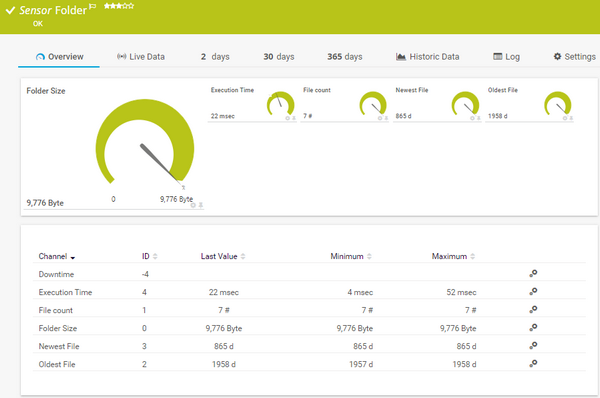 Sensor Folder
OK
Overview
Live Data
2 days
30 days
365 days
Historic Data
Log
Settings
Folder Size
9,776 Byte
0
9,776 Byte
Execution Time
22 msec
File count
7 #
Newest File
865 d
Oldest File
1958 d
Channel ID Last Value Minimum Maximum
Downtime -4
Execution Time 4 22 msec 4 msec 52 msec
File count 1 7 # 7 # 7 #
Folder Size 0 9,776 Byte 9,776 Byte 9,776 Byte
Newest File 3 865 d 865 d 865 d
Oldest File 2 1958 d 1957 d 1958 d